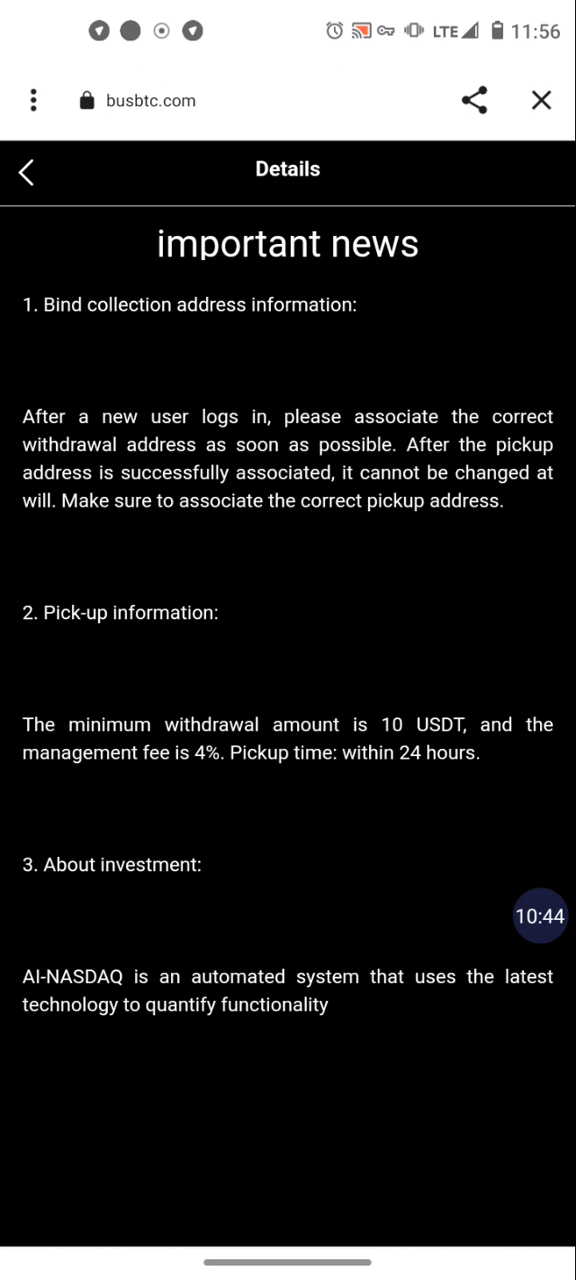 LTE 11:56
busbtc.com
Details
important news
1. Bind collection address information:
After a new user logs in, please associate the correct
withdrawal address as soon as possible. After the pickup
address is successfully associated, it cannot be changed at
will. Make sure to associate the correct pickup address.
2. Pick-up information:
The minimum withdrawal amount is 10 USDT, and the
management fee is 4%. Pickup time: within 24 hours.
3. About investment:
10:44
AI-NASDAQ is an automated system that uses the latest
technology to quantify functionality